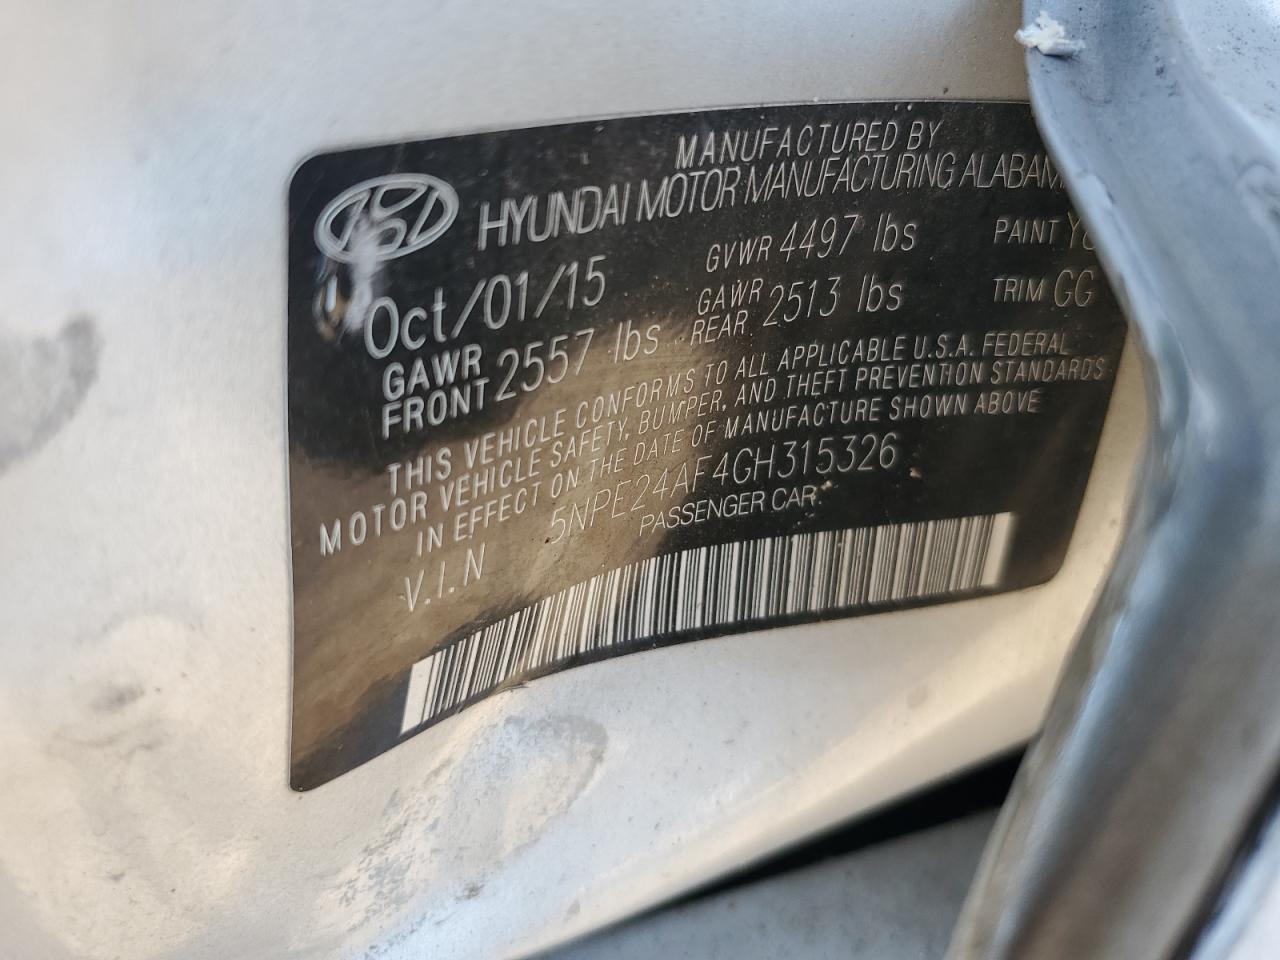 MANUFACTURED BY
HYUNDAI MOTOR MANUFACTURING
Oct/01/15 GVWR 4497 lbs PAINT
GAWR FRONT 2557 lbs GAWR REAR 2513 lbs TRIM GG
THIS VEHICLE CONFORMS TO ALL APPLICABLE U.S.A. FEDERAL
MOTOR VEHICLE SAFETY, BUMPER, AND THEFT PREVENTION STANDARDS
IN EFFECT ON THE DATE OF MANUFACTURE SHOWN ABOVE
V.I.N 5NPE24AF4GH315326
PASSENGER CAR